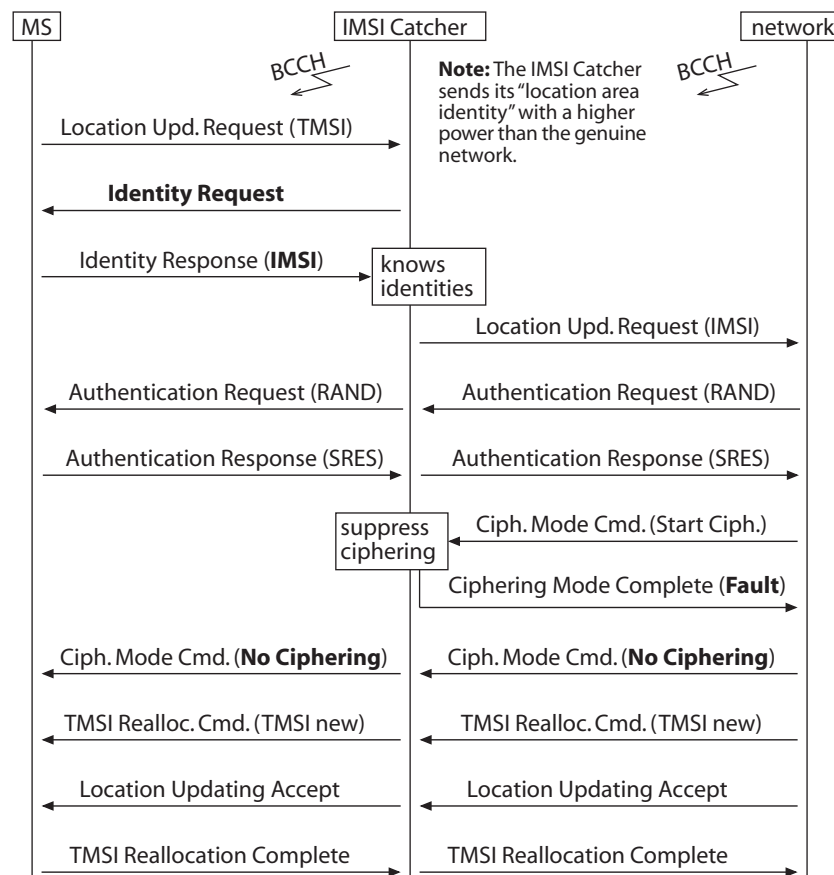 MS
IMSI Catcher
network
BCCH
Note: The IMSI Catcher
sends its "location area
identity" with a higher
power than the genuine
network.
BCCH
Location Upd. Request (TMSI)
Identity Request
Identity Response (IMSI)
knows
identities
Location Upd. Request (IMSI)
Authentication Request (RAND)
Authentication Request (RAND)
Authentication Response (SRES)
Authentication Response (SRES)
suppress
ciphering
Ciph. Mode Cmd. (Start Ciph.)
Ciphering Mode Complete (Fault)
Ciph. Mode Cmd. (No Ciphering)
Ciph. Mode Cmd. (No Ciphering)
TMSI Realloc. Cmd. (TMSI new)
TMSI Realloc. Cmd. (TMSI new)
Location Updating Accept
Location Updating Accept
TMSI Reallocation Complete
TMSI Reallocation Complete